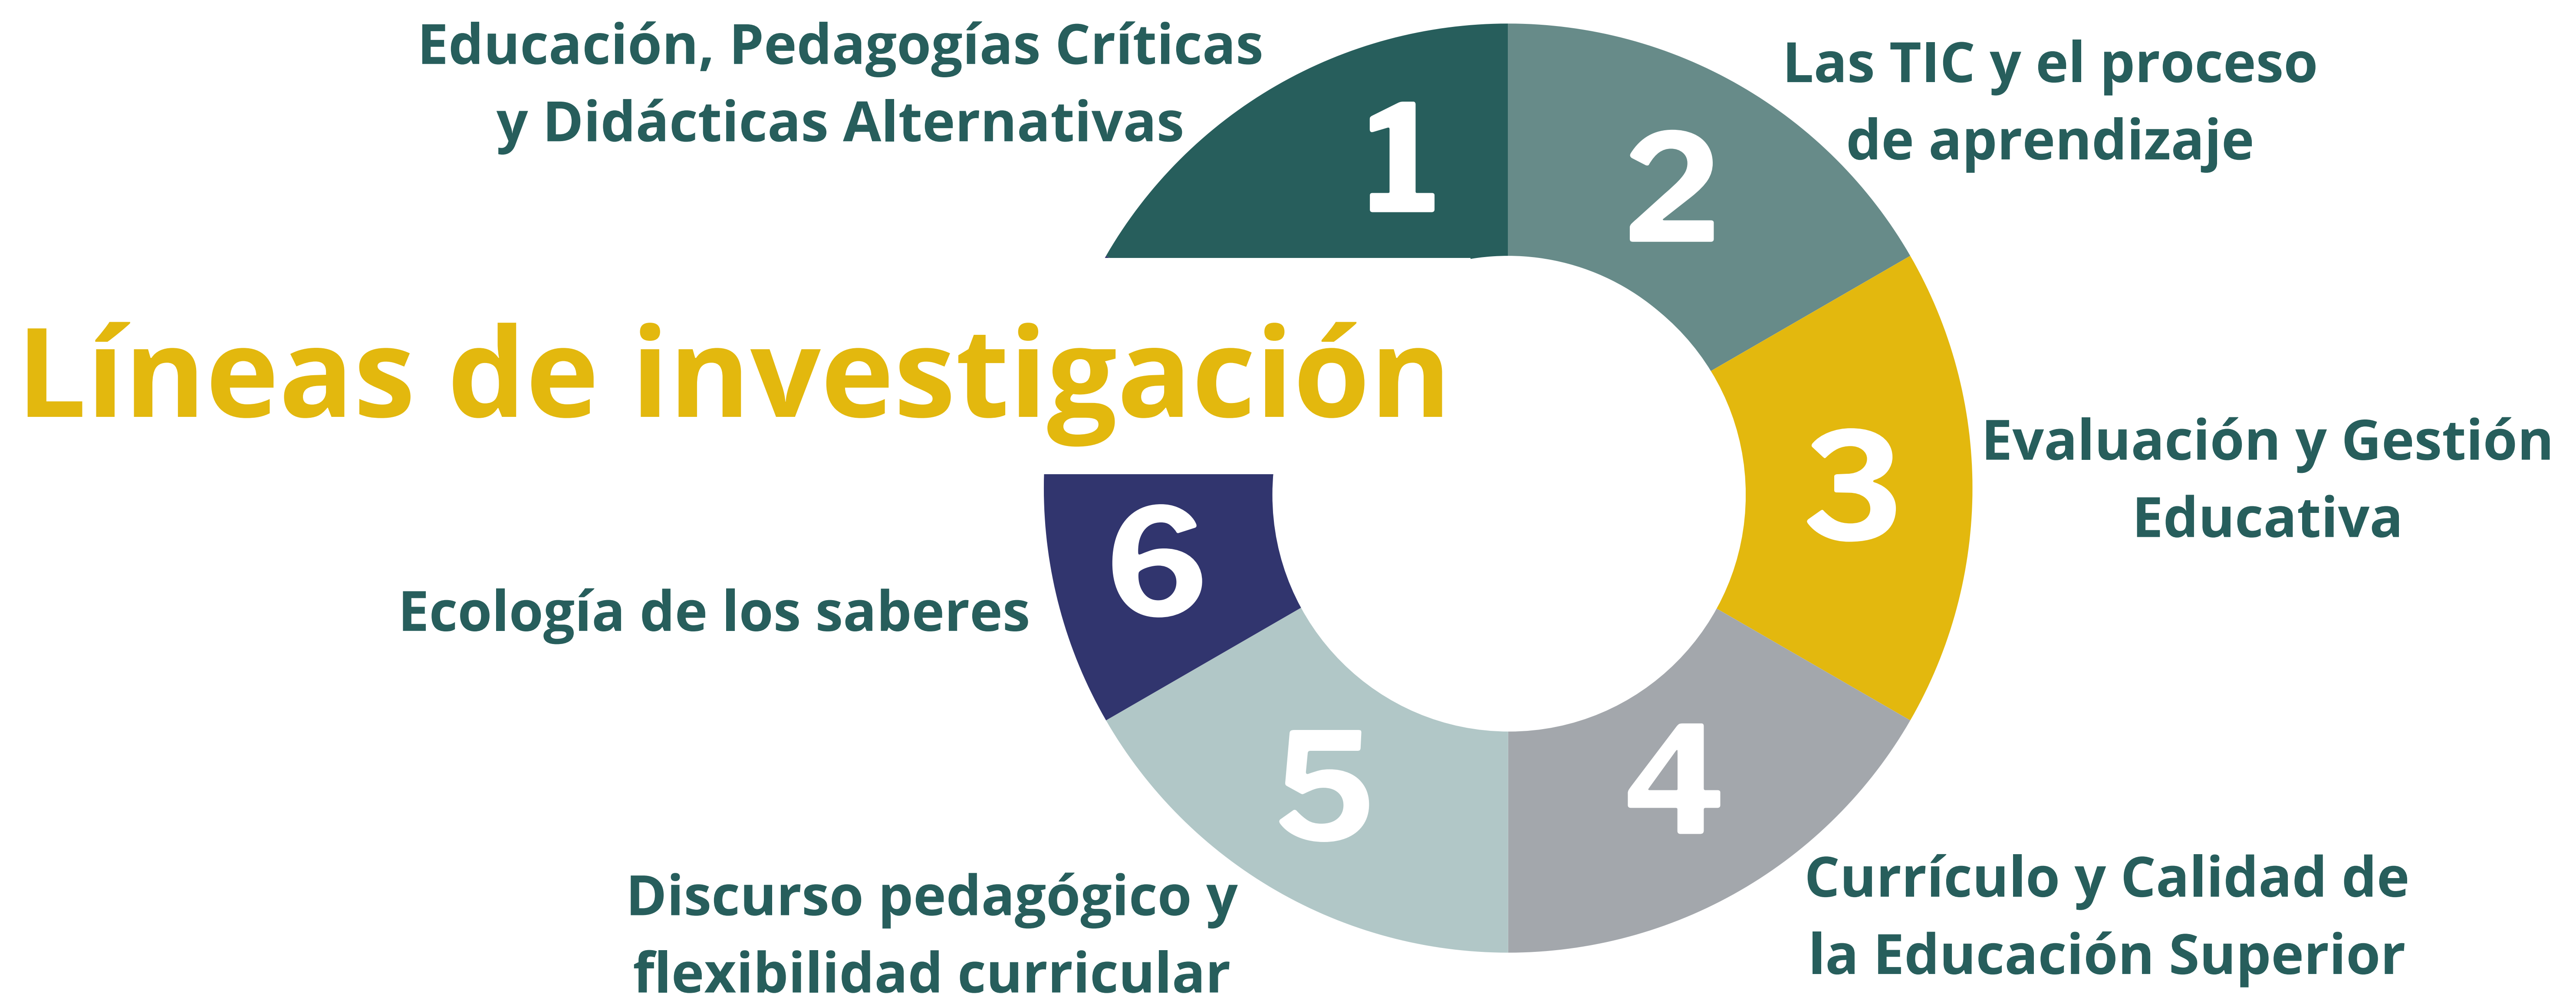 Líneas de investigación
1
Educación, Pedagogías Críticas
y Didácticas Alternativas
2
Las TIC y el proceso
de aprendizaje
3
Evaluación y Gestión
Educativa
4
Currículo y Calidad de
la Educación Superior
5
Discurso pedagógico y
flexibilidad curricular
6
Ecología de los saberes